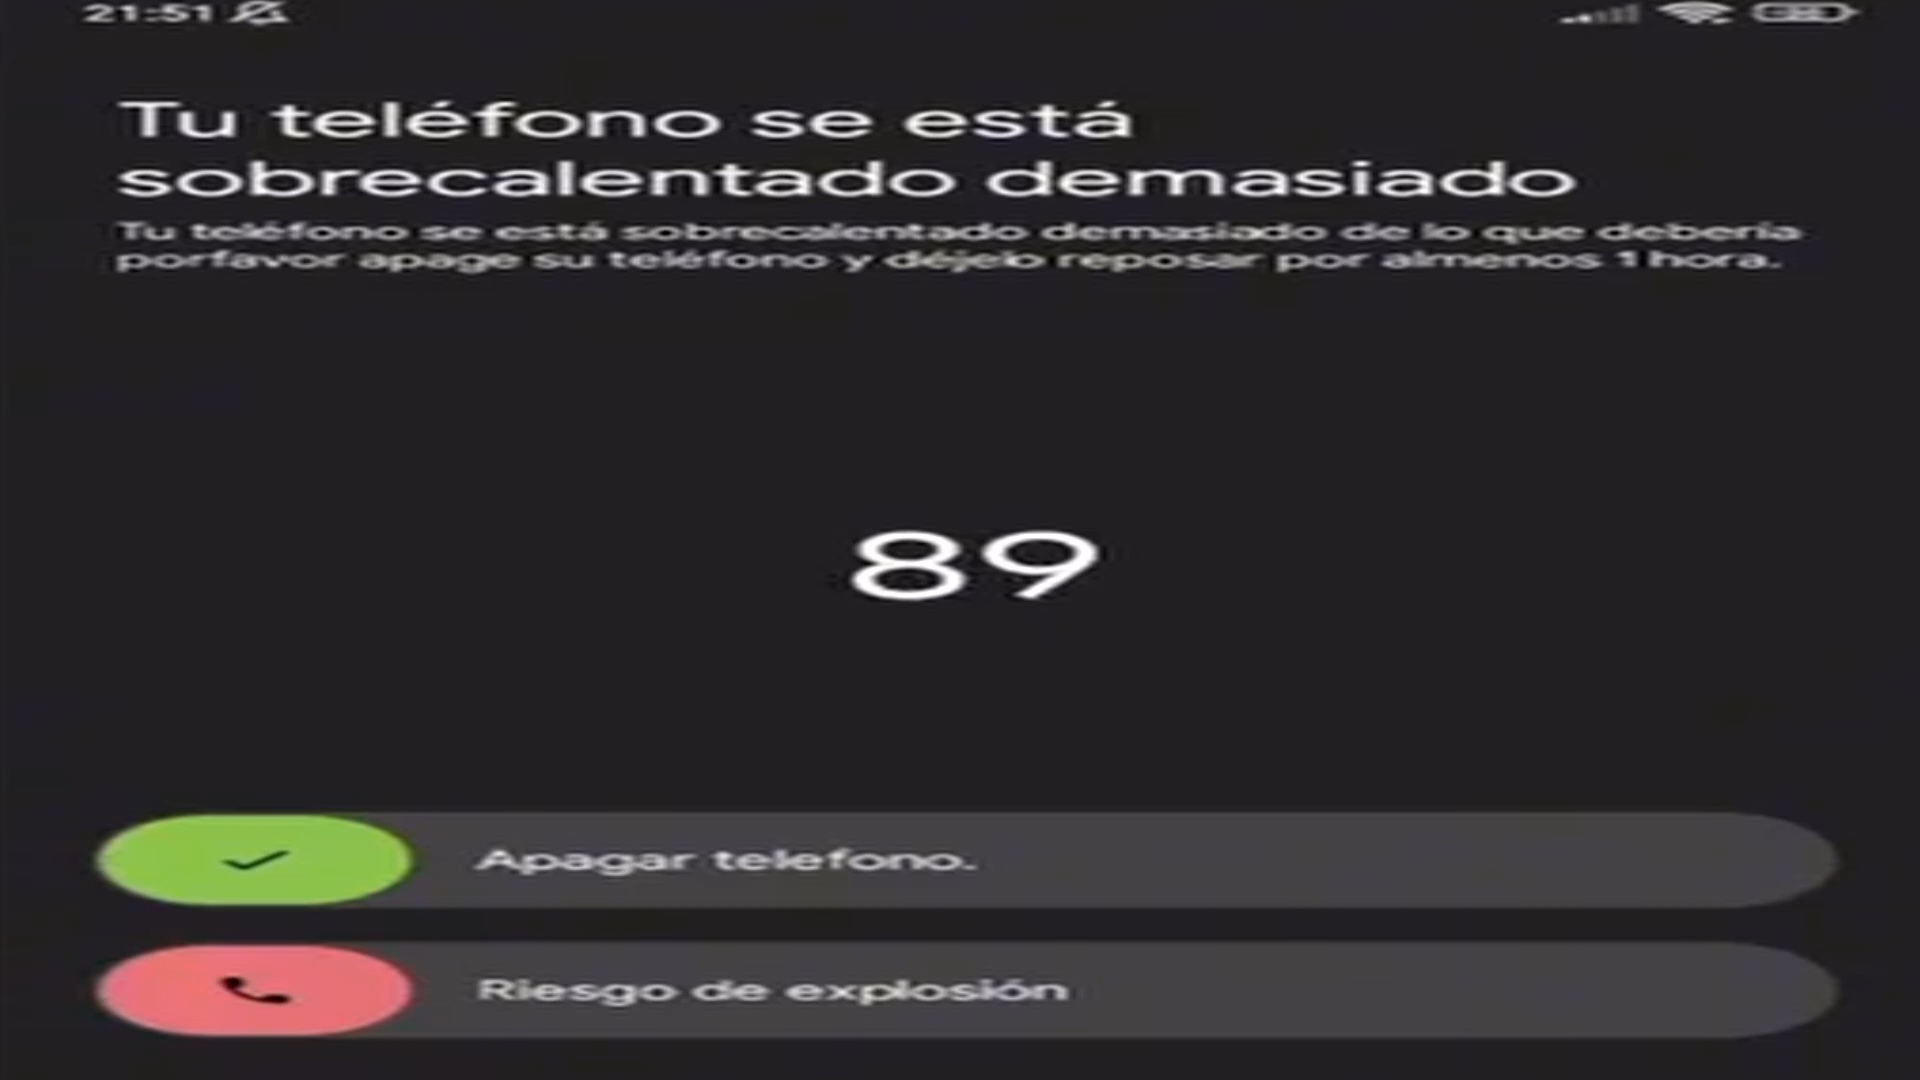 21:51
Tu teléfono se está
sobrecalentado demasiado
Tu teléfono se está sobrecalentado demasiado de lo que debería
porfavor apage su teléfono y déjelo reposar por almenos 1 hora.
89
Apagar telefono.
Riesgo de explosión